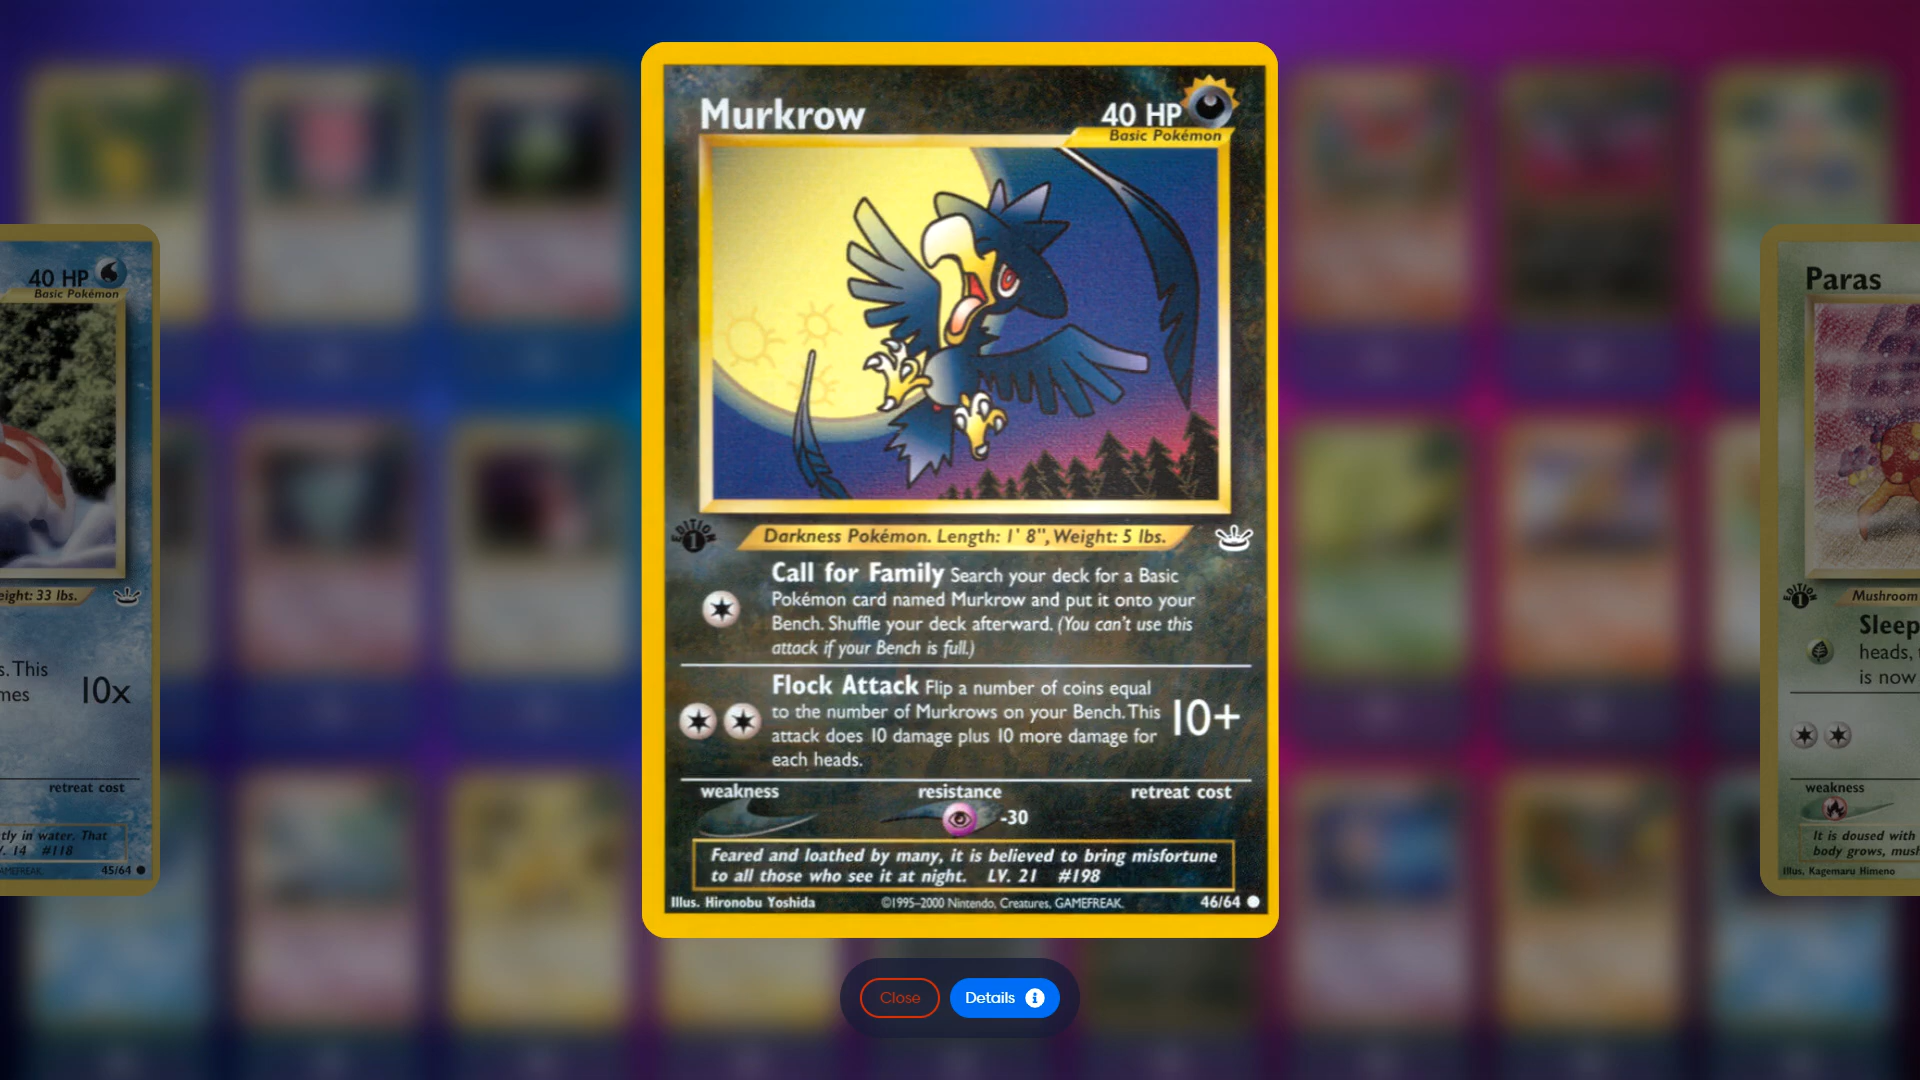 Murkrow
40 HP
Basic Pokémon
EDITION
1
Darkness Pokémon. Length: 1' 8", Weight: 5 lbs.
Call for Family Search your deck for a Basic
Pokémon card named Murkrow and put it onto your
Bench. Shuffle your deck afterward. (You can't use this
attack if your Bench is full.)
Flock Attack Flip a number of coins equal
to the number of Murkrows on your Bench. This
attack does 10 damage plus 10 more damage for
each heads.
10+
weakness
resistance
retreat cost
-30
Feared and loathed by many, it is believed to bring misfortune
to all those who see it at night. LV. 21 #198
Illus. Hironobu Yoshida
©1995-2000 Nintendo, Creatures, GAMEFREAK.
46/64
40 HP
Basic Pokémon
eight: 33 lbs.
s. This
mes
10x
retreat cost
tly in water. That
. 14 #118
GAMEFREAK.
45/64
Paras
EDITION
1
Mushroom
Sleep
heads,
is now
weakness
It is doused with
body grows, mush
Illus. Kagemaru Himeno
Close
Details